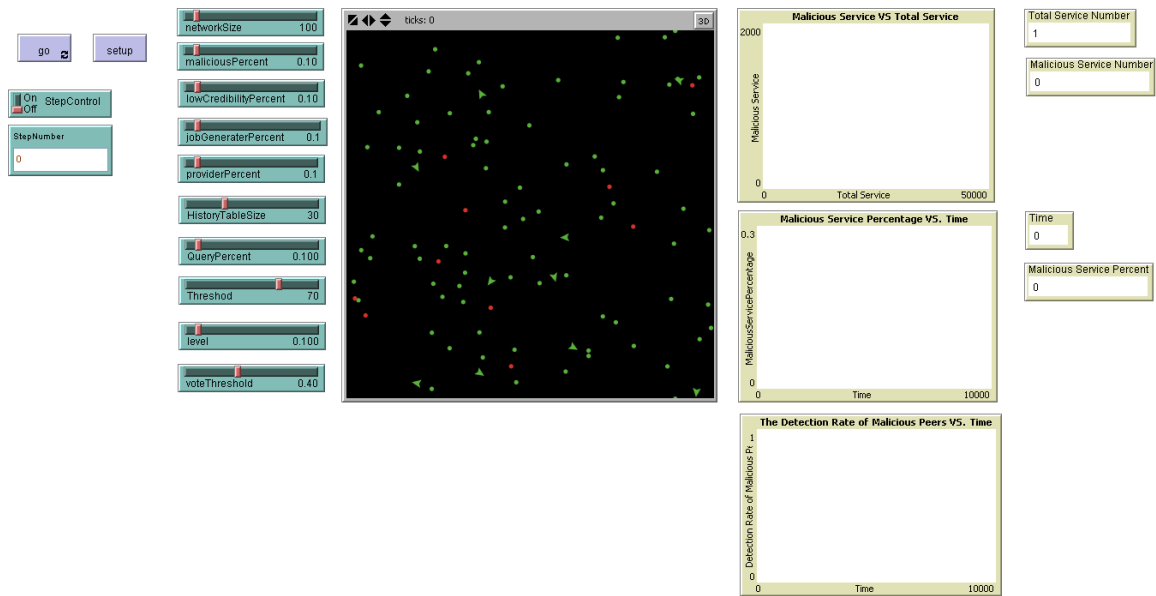 go
setup
On
Off
StepControl
StepNumber
0
networkSize 100
maliciousPercent 0.10
lowCredibilityPercent 0.10
jobGeneraterPercent 0.1
providerPercent 0.1
HistoryTableSize 30
QueryPercent 0.100
Threshod 70
level 0.100
voteThreshold 0.40
ticks: 0
3D
Malicious Service VS Total Service
2000
Malicious Service
0
0
Total Service
50000
Malicious Service Percentage VS. Time
0.3
MaliciousServicePercentage
0
0
Time
10000
The Detection Rate of Malicious Peers VS. Time
1
Detection Rate of Malicious
0
0
Time
10000
Total Service Number
1
Malicious Service Number
0
Time
0
Malicious Service Percent
0